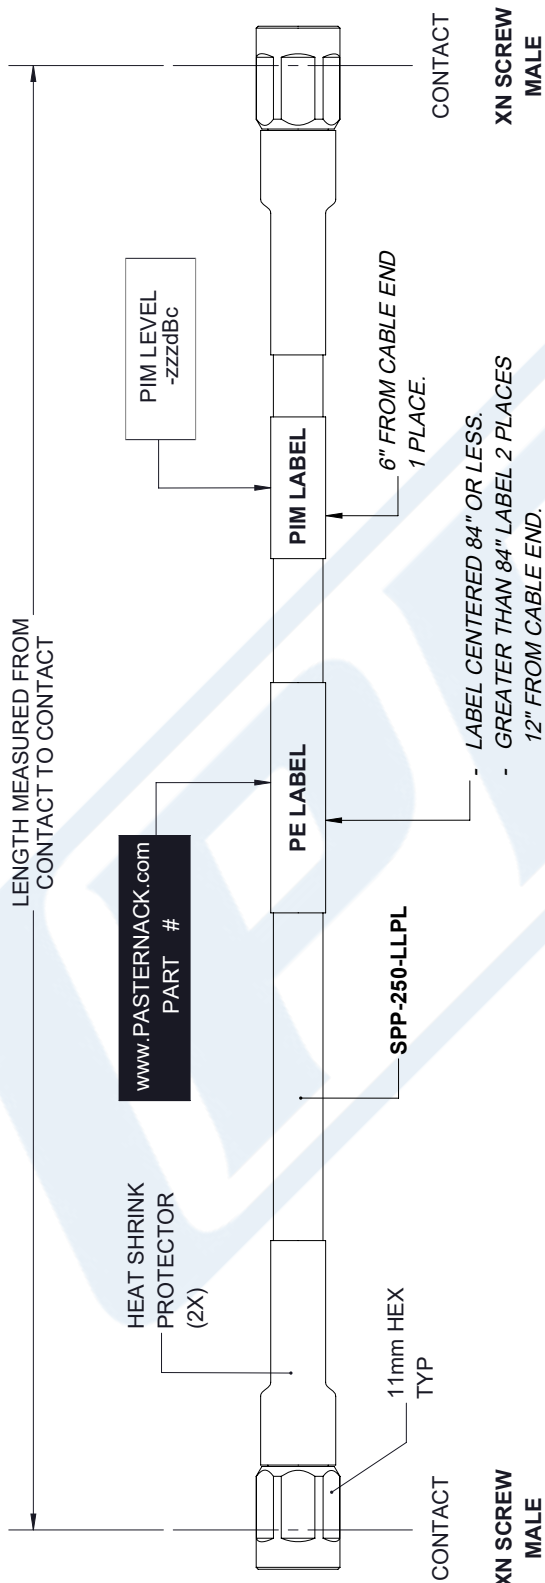 LENGTH MEASURED FROM
CONTACT TO CONTACT
HEAT SHRINK
PROTECTOR
(2X)
www.PASTERNACK.com
PART #
PIM LEVEL
-zzzdBc
PE LABEL
PIM LABEL
11mm HEX
TYP
SPP-250-LLPL
6" FROM CABLE END
1 PLACE.
CONTACT
CONTACT
- LABEL CENTERED 84" OR LESS.
- GREATER THAN 84" LABEL 2 PLACES
12" FROM CABLE END.
XN SCREW
MALE
XN SCREW
MALE